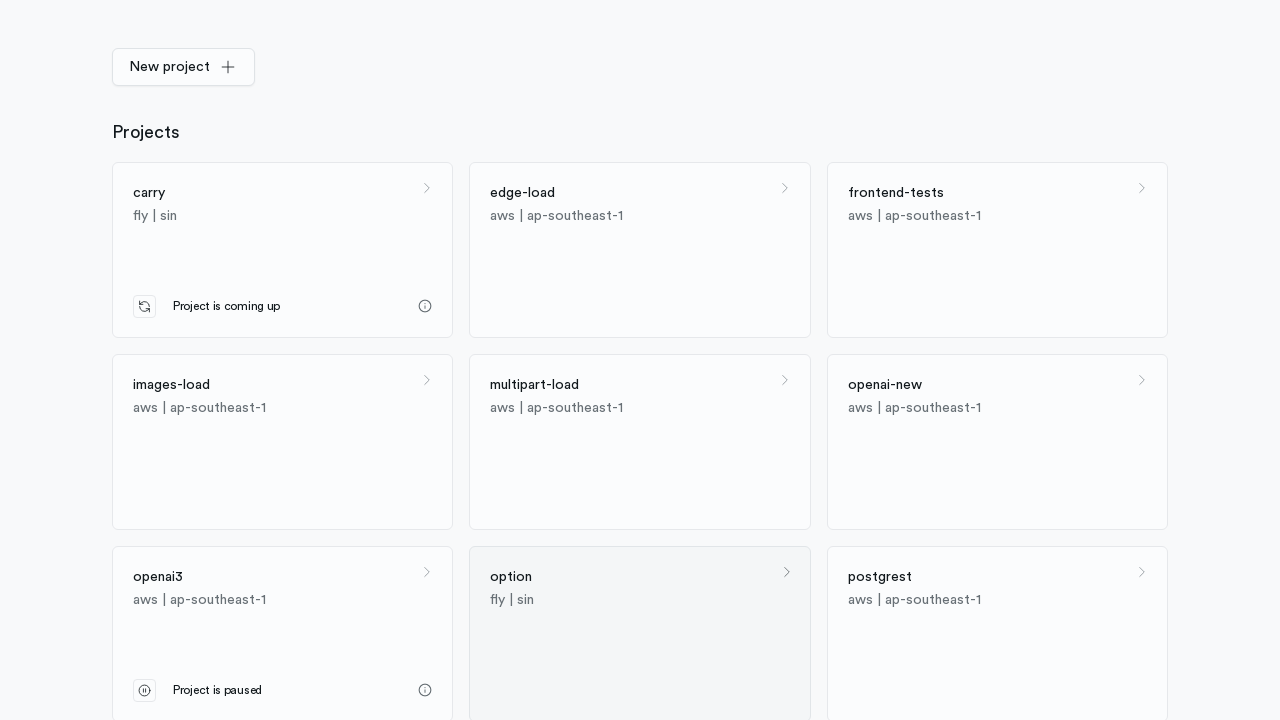 New project
Projects
carry
fly | sin
Project is coming up
edge-load
aws | ap-southeast-1
frontend-tests
aws | ap-southeast-1
images-load
aws | ap-southeast-1
multipart-load
aws | ap-southeast-1
openai-new
aws | ap-southeast-1
openai3
aws | ap-southeast-1
Project is paused
option
fly | sin
postgrest
aws | ap-southeast-1